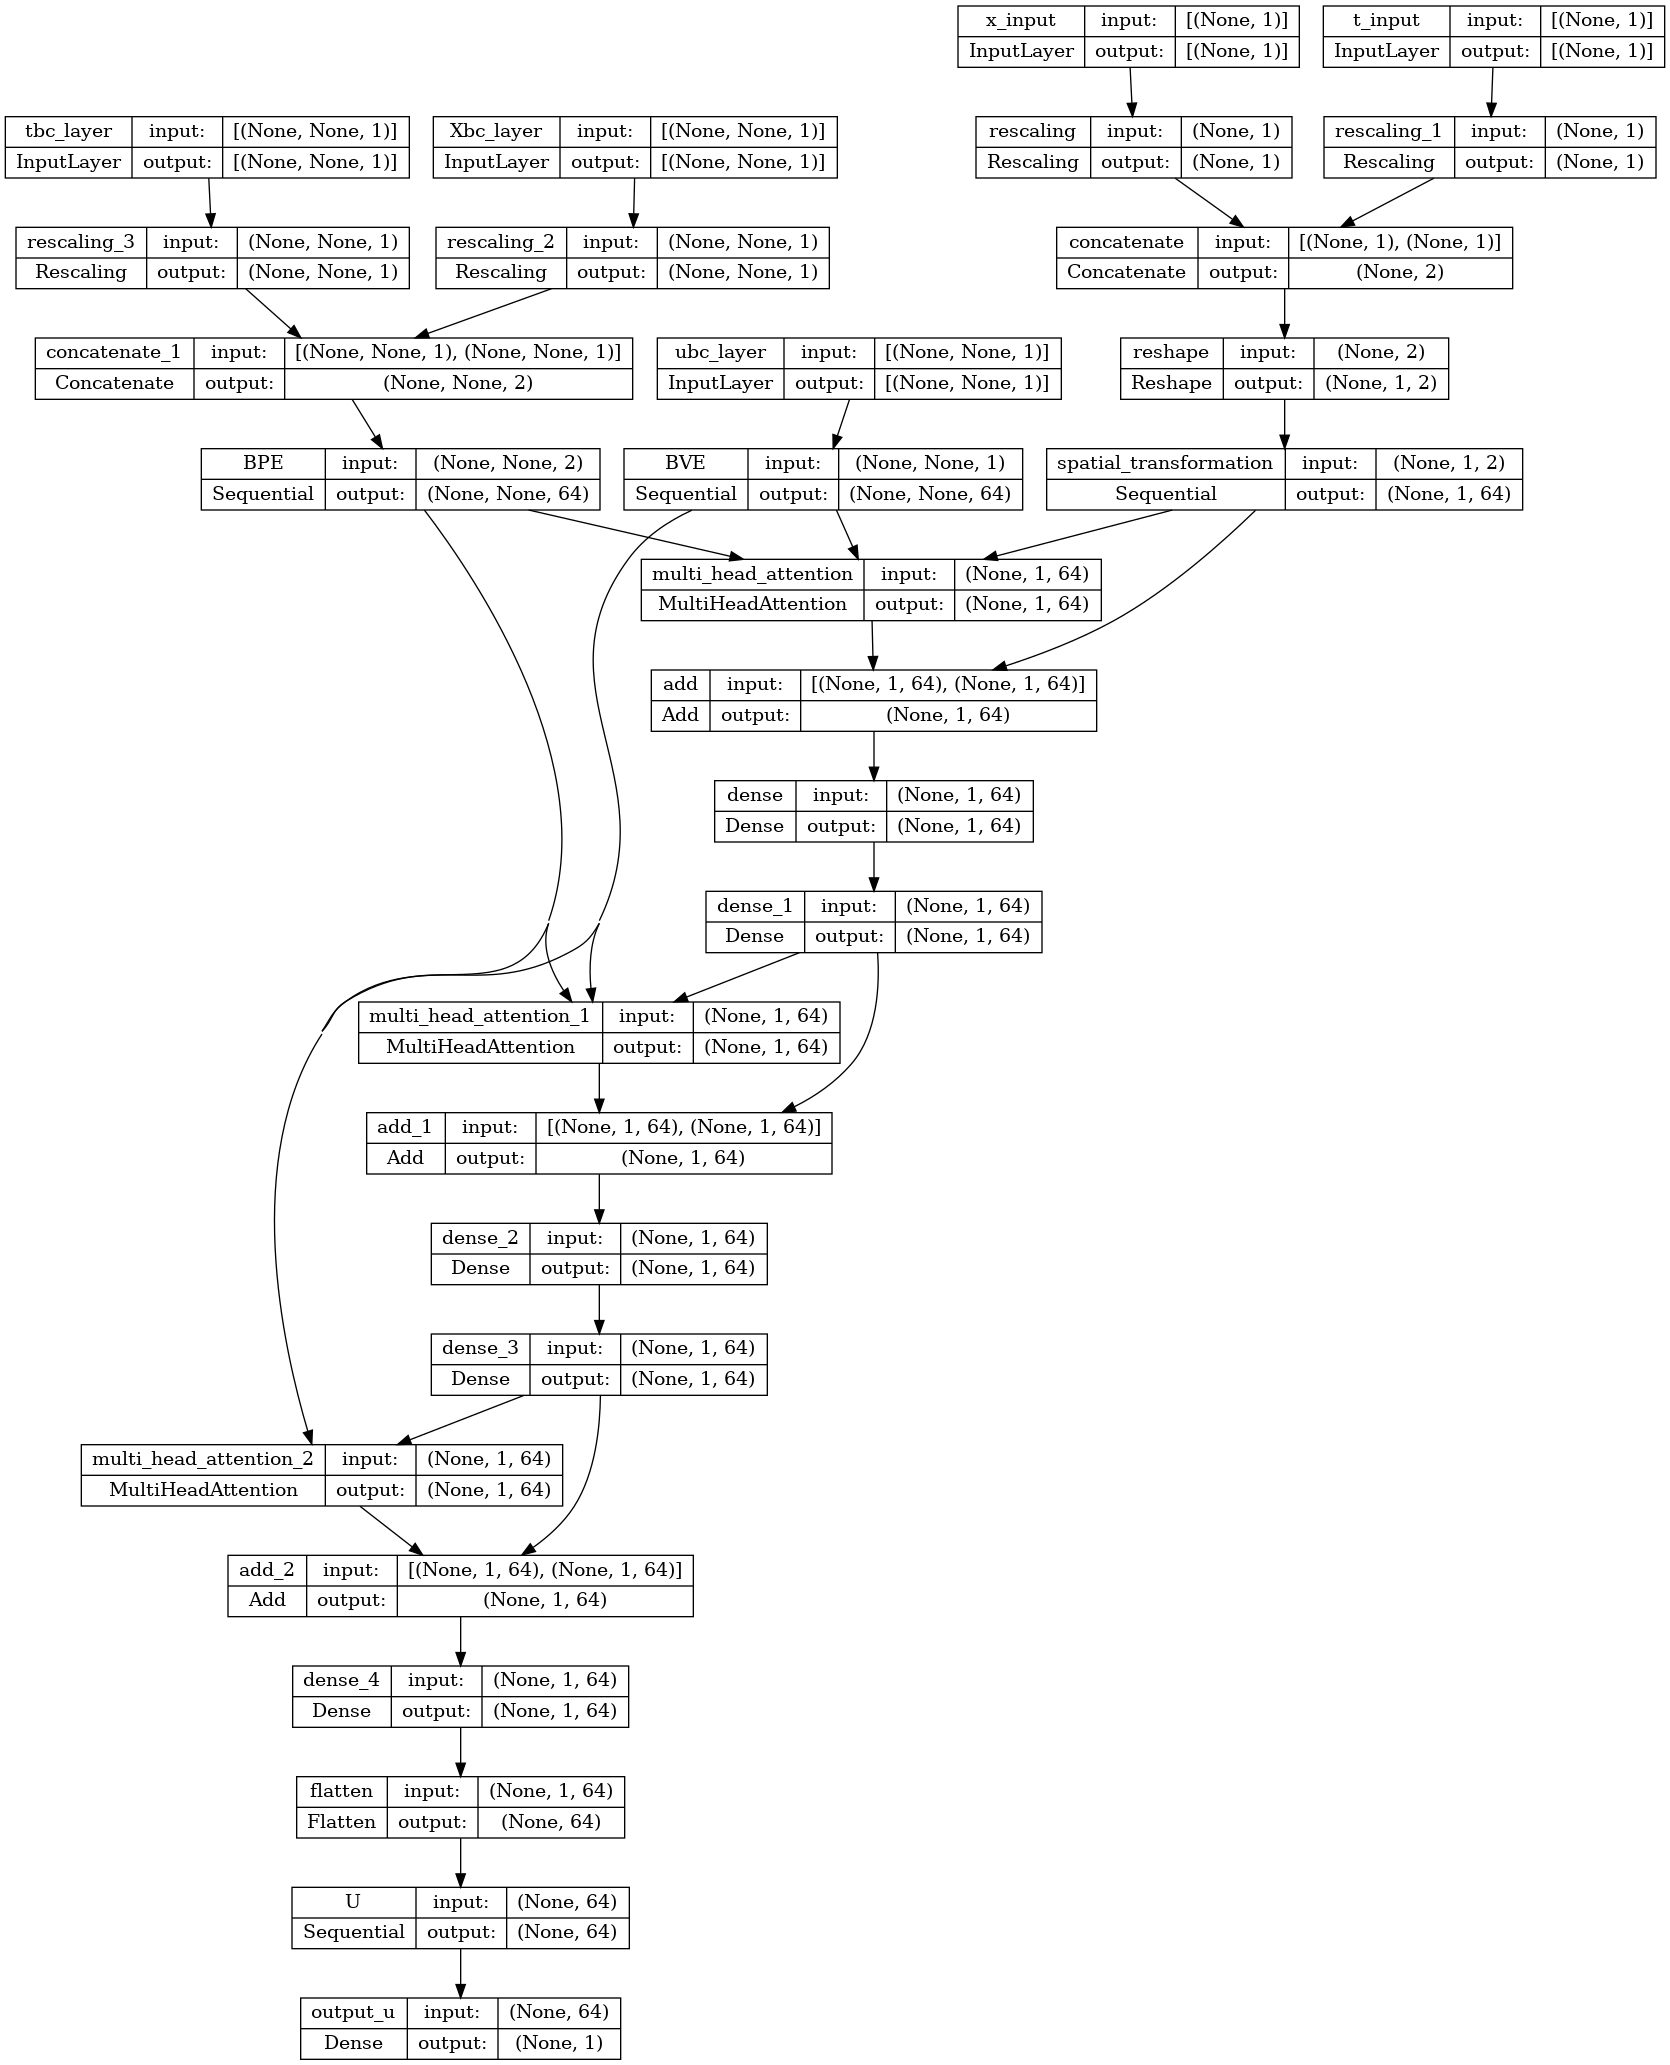 x_input input: [(None, 1)]
InputLayer output: [(None, 1)]
t_input input: [(None, 1)]
InputLayer output: [(None, 1)]
tbc_layer input: [(None, None, 1)]
InputLayer output: [(None, None, 1)]
Xbc_layer input: [(None, None, 1)]
InputLayer output: [(None, None, 1)]
rescaling input: (None, 1)
Rescaling output: (None, 1)
rescaling_1 input: (None, 1)
Rescaling output: (None, 1)
rescaling_3 input: (None, None, 1)
Rescaling output: (None, None, 1)
rescaling_2 input: (None, None, 1)
Rescaling output: (None, None, 1)
concatenate input: [(None, 1), (None, 1)]
Concatenate output: (None, 2)
concatenate_1 input: [(None, None, 1), (None, None, 1)]
Concatenate output: (None, None, 2)
ubc_layer input: [(None, None, 1)]
InputLayer output: [(None, None, 1)]
reshape input: (None, 2)
Reshape output: (None, 1, 2)
BPE input: (None, None, 2)
Sequential output: (None, None, 64)
BVE input: (None, None, 1)
Sequential output: (None, None, 64)
spatial_transformation input: (None, 1, 2)
Sequential output: (None, 1, 64)
multi_head_attention input: (None, 1, 64)
MultiHeadAttention output: (None, 1, 64)
add input: [(None, 1, 64), (None, 1, 64)]
Add output: (None, 1, 64)
dense input: (None, 1, 64)
Dense output: (None, 1, 64)
dense_1 input: (None, 1, 64)
Dense output: (None, 1, 64)
multi_head_attention_1 input: (None, 1, 64)
MultiHeadAttention output: (None, 1, 64)
add_1 input: [(None, 1, 64), (None, 1, 64)]
Add output: (None, 1, 64)
dense_2 input: (None, 1, 64)
Dense output: (None, 1, 64)
dense_3 input: (None, 1, 64)
Dense output: (None, 1, 64)
multi_head_attention_2 input: (None, 1, 64)
MultiHeadAttention output: (None, 1, 64)
add_2 input: [(None, 1, 64), (None, 1, 64)]
Add output: (None, 1, 64)
dense_4 input: (None, 1, 64)
Dense output: (None, 1, 64)
flatten input: (None, 1, 64)
Flatten output: (None, 64)
U input: (None, 64)
Sequential output: (None, 64)
output_u input: (None, 64)
Dense output: (None, 1)